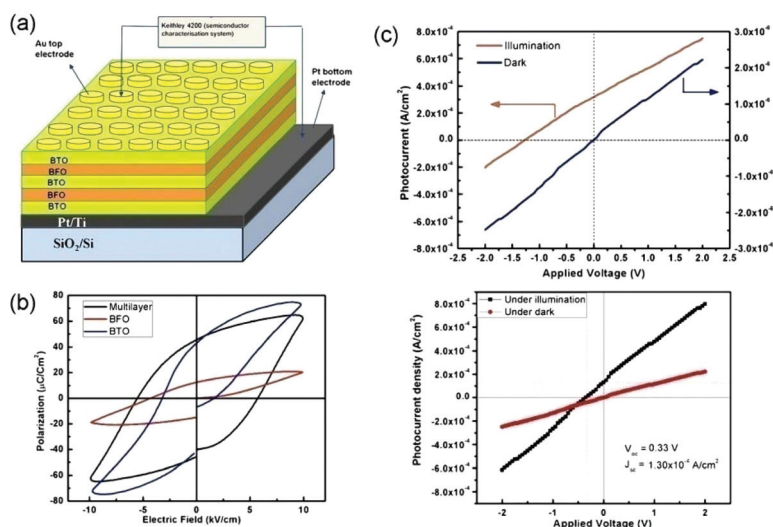 (a)
Keithley 4200 (semiconductor
characterisation system)
Au top
electrode
Pt bottom
electrode
BTO
BFO
BTO
BFO
BTO
Pt/Ti
SiO₂/Si
(b)
Polarization (μC/Cm²)
80
60
40
20
0
-20
-40
-60
-80
Multilayer
BFO
BTO
-10 -5 0 5 10
Electric Field (kV/cm)
(c)
Photocurrent (A/cm²)
8.0x10⁻⁴
6.0x10⁻⁴
4.0x10⁻⁴
2.0x10⁻⁴
0.0
-2.0x10⁻⁴
-4.0x10⁻⁴
-6.0x10⁻⁴
-8.0x10⁻⁴
Illumination
Dark
3.0x10⁻⁶
2.0x10⁻⁶
1.0x10⁻⁶
0.0
-1.0x10⁻⁶
-2.0x10⁻⁶
-3.0x10⁻⁶
-2.5 -2.0 -1.5 -1.0 -0.5 0.0 0.5 1.0 1.5 2.0 2.5
Applied Voltage (V)
Photocurrent density (A/cm²)
8.0x10⁻⁴
6.0x10⁻⁴
4.0x10⁻⁴
2.0x10⁻⁴
0.0
-2.0x10⁻⁴
-4.0x10⁻⁴
-6.0x10⁻⁴
-8.0x10⁻⁴
Under illumination
Under dark
V = 0.33 V
J = 1.30x10⁻⁴ A/cm²
-2 -1 0 1 2
Applied Voltage (V)